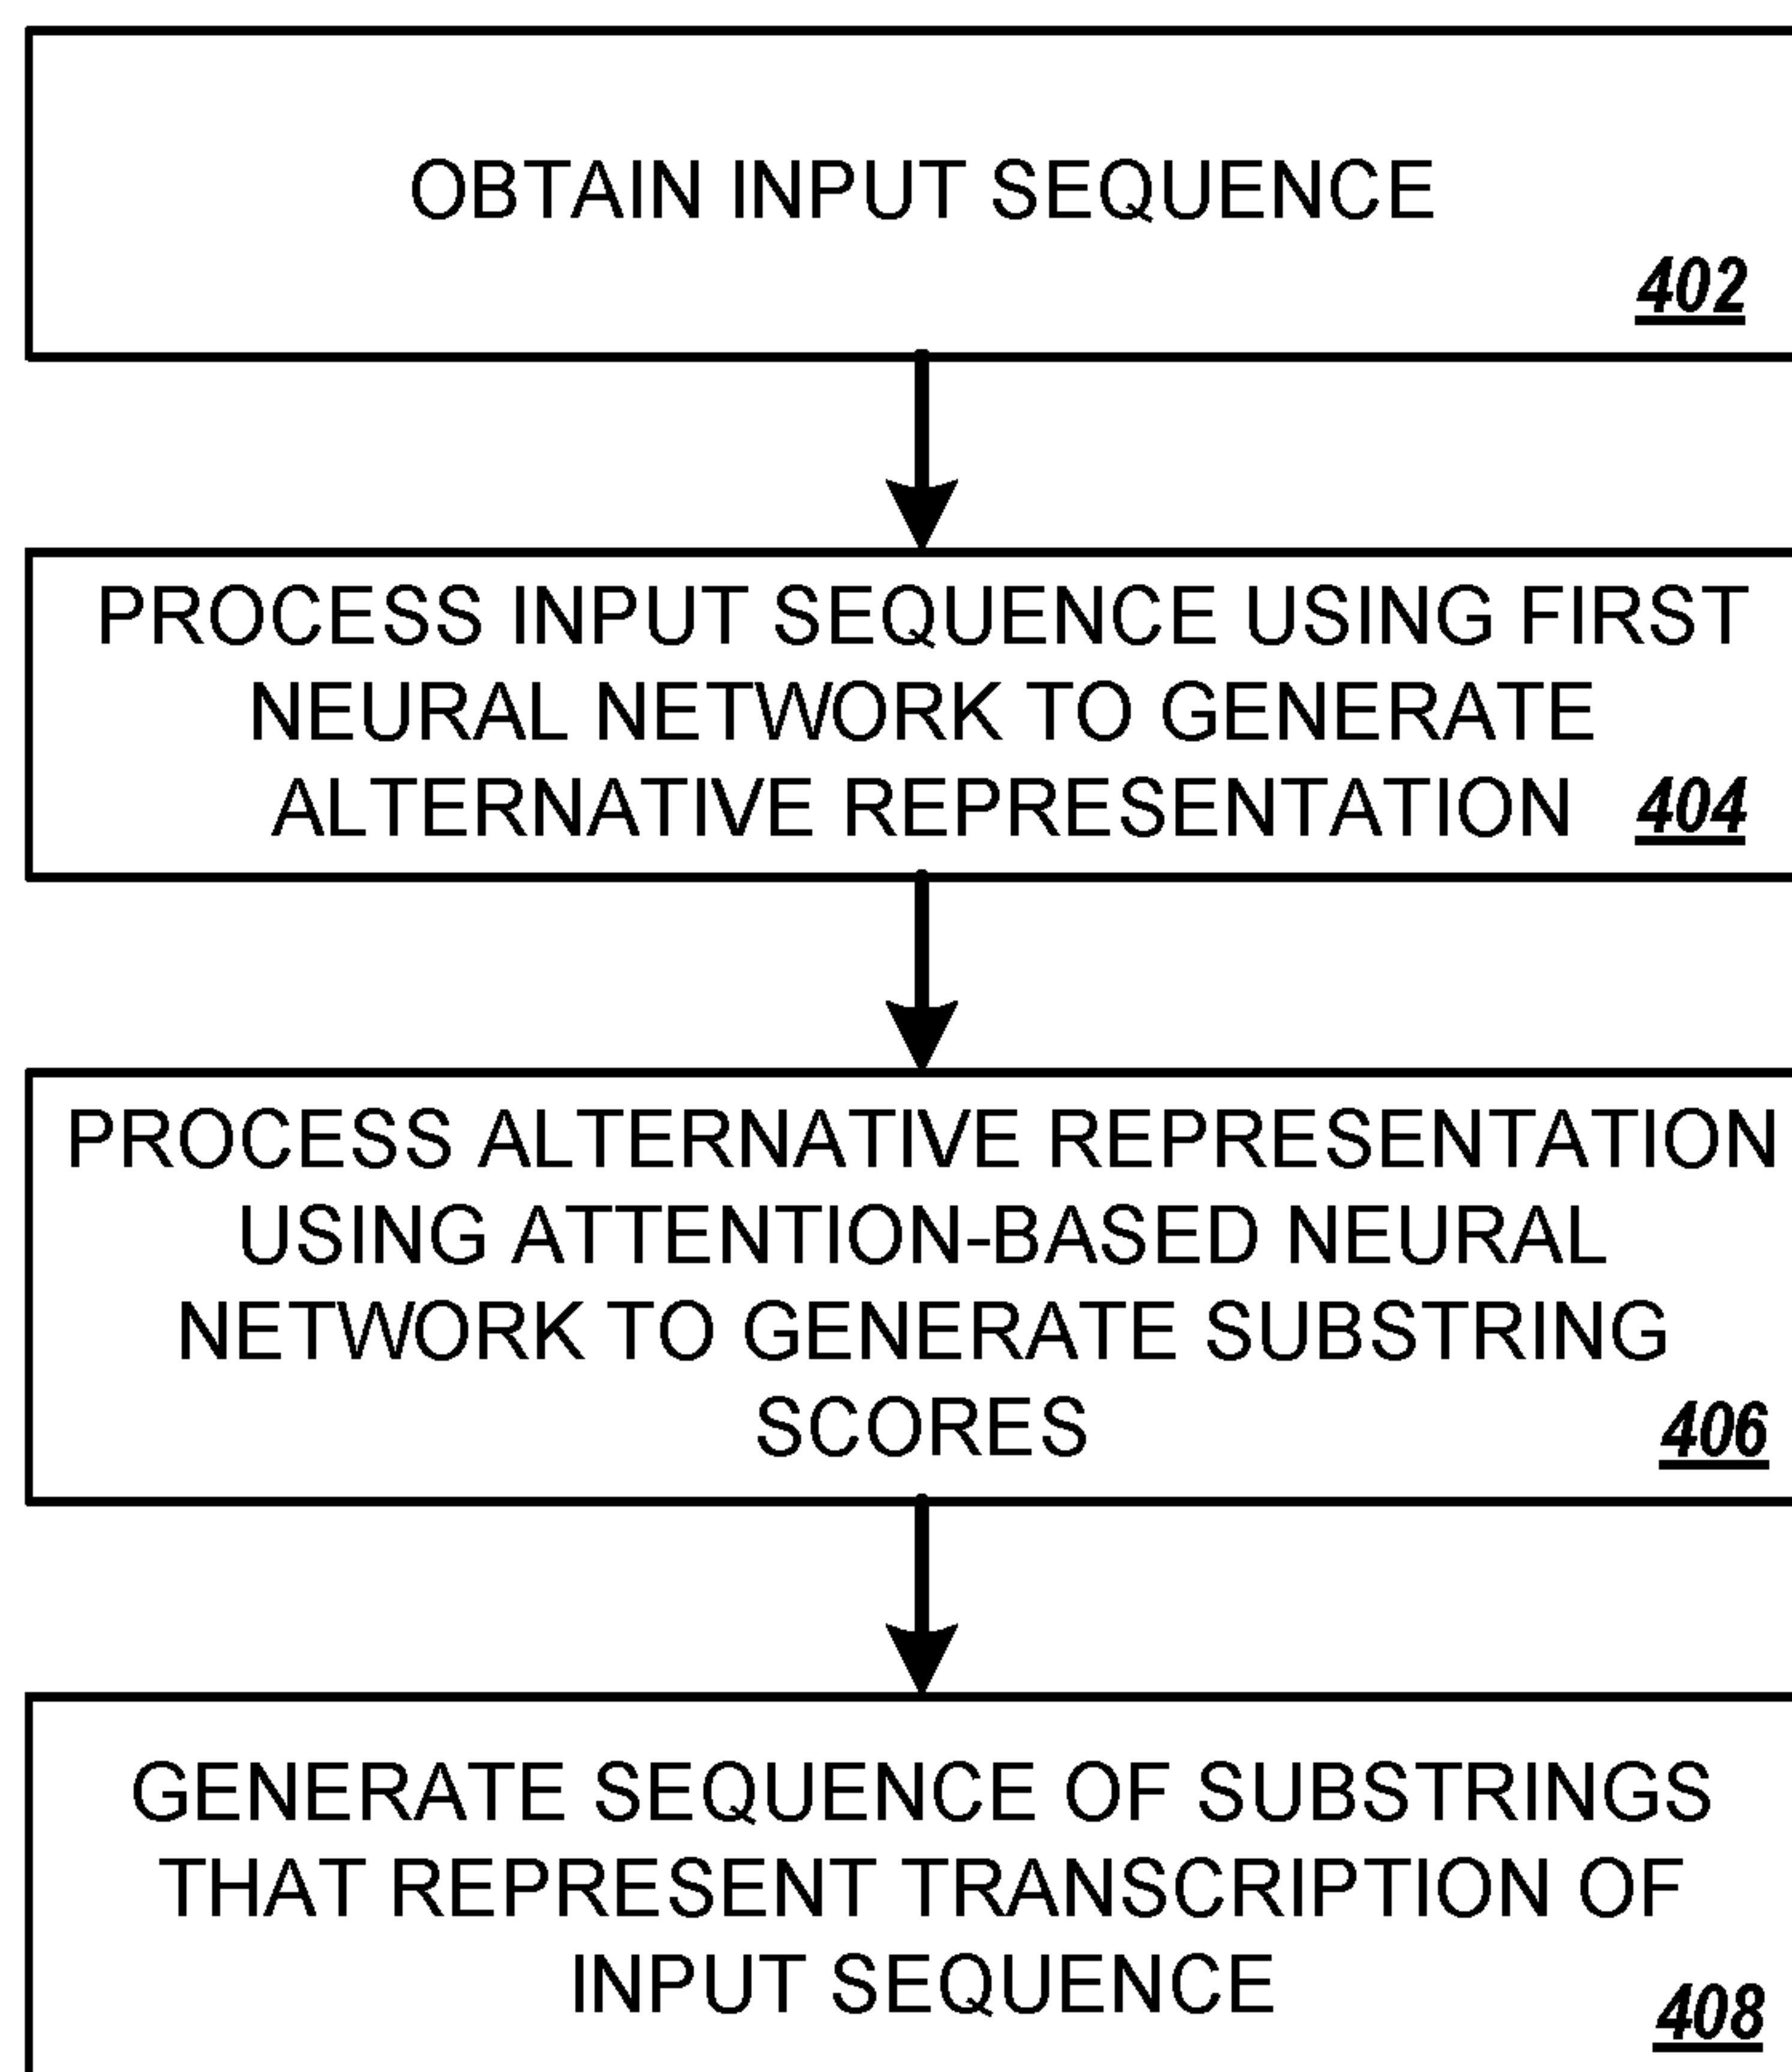 OBTAIN INPUT SEQUENCE
402
PROCESS INPUT SEQUENCE USING FIRST
NEURAL NETWORK TO GENERATE
ALTERNATIVE REPRESENTATION 404
PROCESS ALTERNATIVE REPRESENTATION
USING ATTENTION-BASED NEURAL
NETWORK TO GENERATE SUBSTRING
SCORES 406
GENERATE SEQUENCE OF SUBSTRINGS
THAT REPRESENT TRANSCRIPTION OF
INPUT SEQUENCE
408